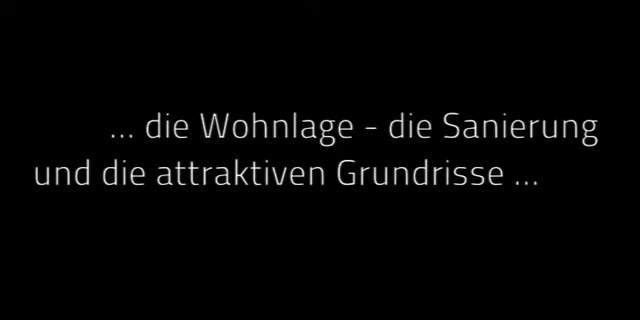 ... die Wohnlage - die Sanierung
und die attraktiven Grundrisse ...